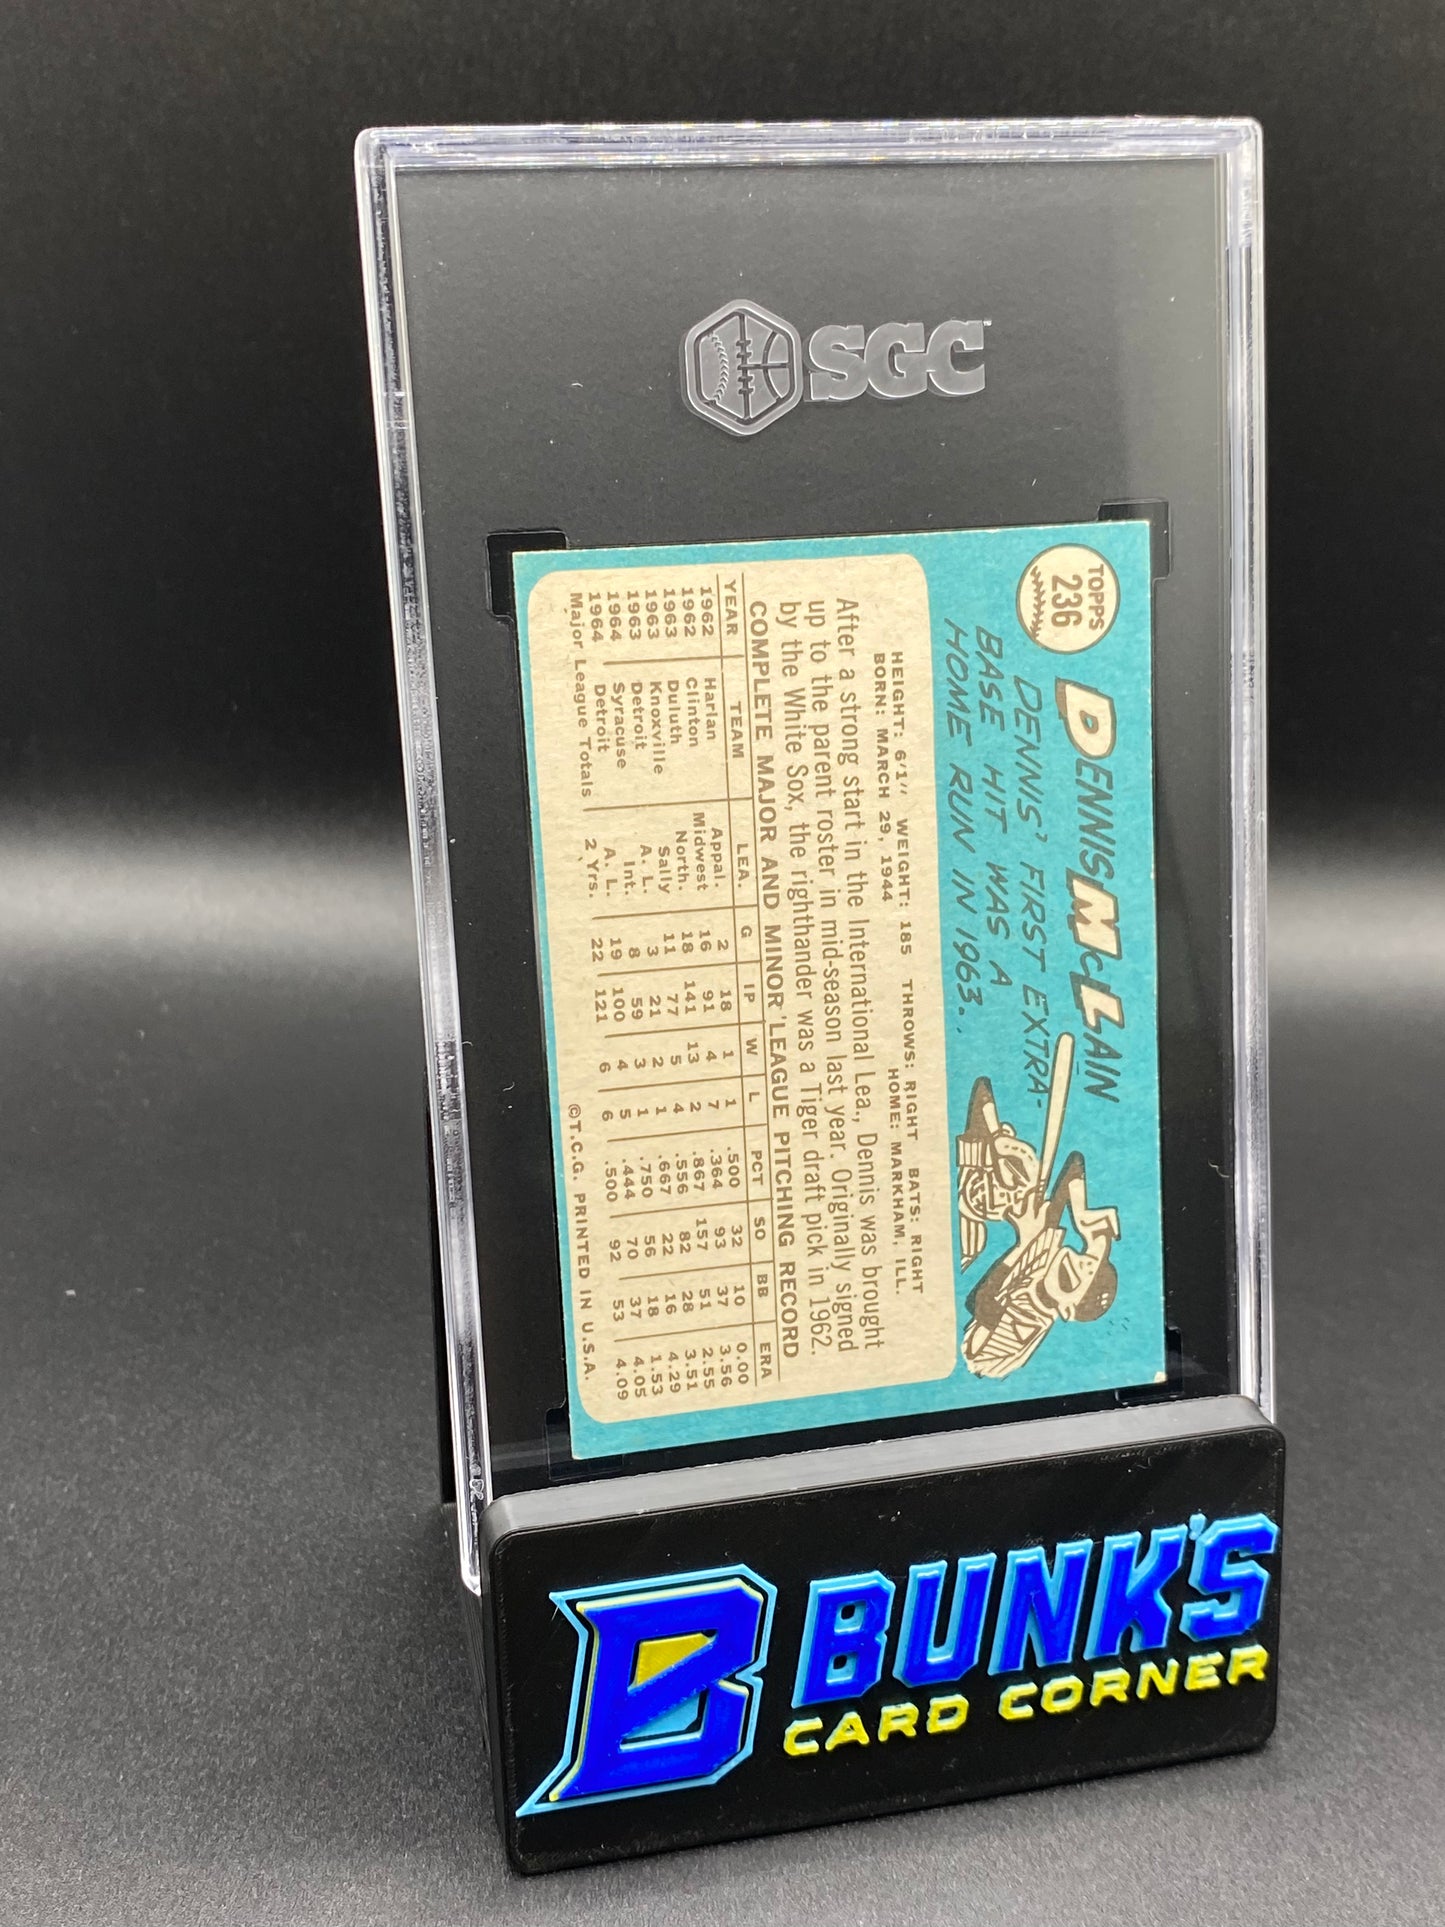 SGC
TOPPS
236
DENNIS McLAIN
DENNIS' FIRST EXTRA-
BASE HIT WAS A
HOME RUN IN 1963..
HEIGHT: 6'1" WEIGHT: 185 THROWS: RIGHT BATS: RIGHT
BORN: MARCH 29, 1944 HOME: MARKHAM, ILL.
After a strong start in the International Lea., Dennis was brought
up to the parent roster in mid-season last year. Originally signed
by the White Sox, the righthander was a Tiger draft pick in 1962.
COMPLETE MAJOR AND MINOR LEAGUE PITCHING RECORD
YEAR TEAM LEA. G IP W L PCT SO BB ERA
1962 Harlan Appal. 2 18 1 1 .500 32 10 0.00
1962 Clinton Midwest 16 91 4 7 .364 93 37 3.56
1963 Duluth North. 18 141 13 2 .867 157 51 2.55
1963 Knoxville Sally 11 77 5 4 .556 82 28 3.51
1963 Detroit A.L. 3 21 2 1 .667 22 16 4.29
1964 Syracuse Int. 8 59 3 1 .750 56 18 1.53
1964 Detroit A.L. 19 100 4 5 .444 70 37 4.05
Major League Totals 2 Yrs. 22 121 6 6 .500 92 53 4.09
©T.C.G. PRINTED IN U.S.A.
B BUNK'S
CARD CORNER